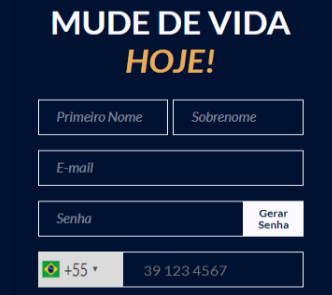 MUDE DE VIDA
HOJE!
Primeiro Nome
Sobrenome
E-mail
Senha
Gerar
Senha
+55
39 123 4567